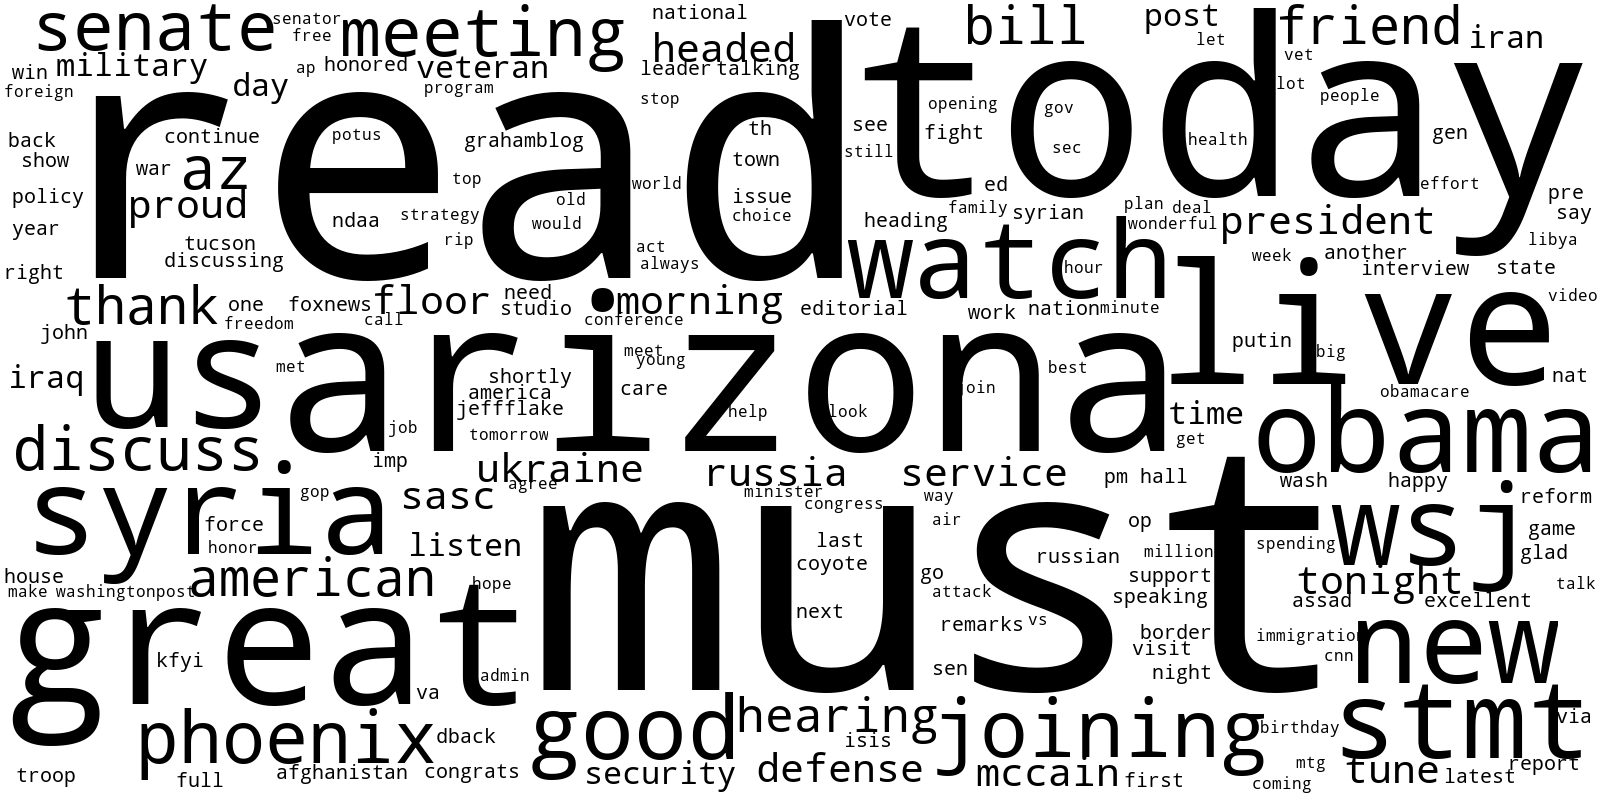 senate senator free meeting national vote bill post friend
headed let iran
win military ap honored veteran leader talking vet
foreign day program stop opening lot people
read today
back continue potus grahamblog th see fight gov gen
show war az town still sec health
policy proud top world issue ed effort pre
year ndaa strategy old would choice heading family syrian plan deal say
tucson rip act watch wonderful president libya
right discussing always hour week another interview state
thank one foxnews floor need morning editorial live video
freedom call studio conference work nation minute
john usarizona meet young putin big
iraq met shortly care best nat
america jeffflake help look join obamacare
discuss job tomorrow time obama
imp ukraine russia service get
syria gop sasc agree minister congress way pm hall wash happy
force must air op wsj reform
honor listen last russian million spending game
house american coyote go support glad
make washingtonpost hope attack speaking tonight talk
great next remarks vs assad excellent
kfyi border immigration new
va admin sen visit cnn
night
phoenix dback good hearing joining birthday stmt via
isis
troop full afghanistan congrats security defense mccain first mtg tune latest report
coming